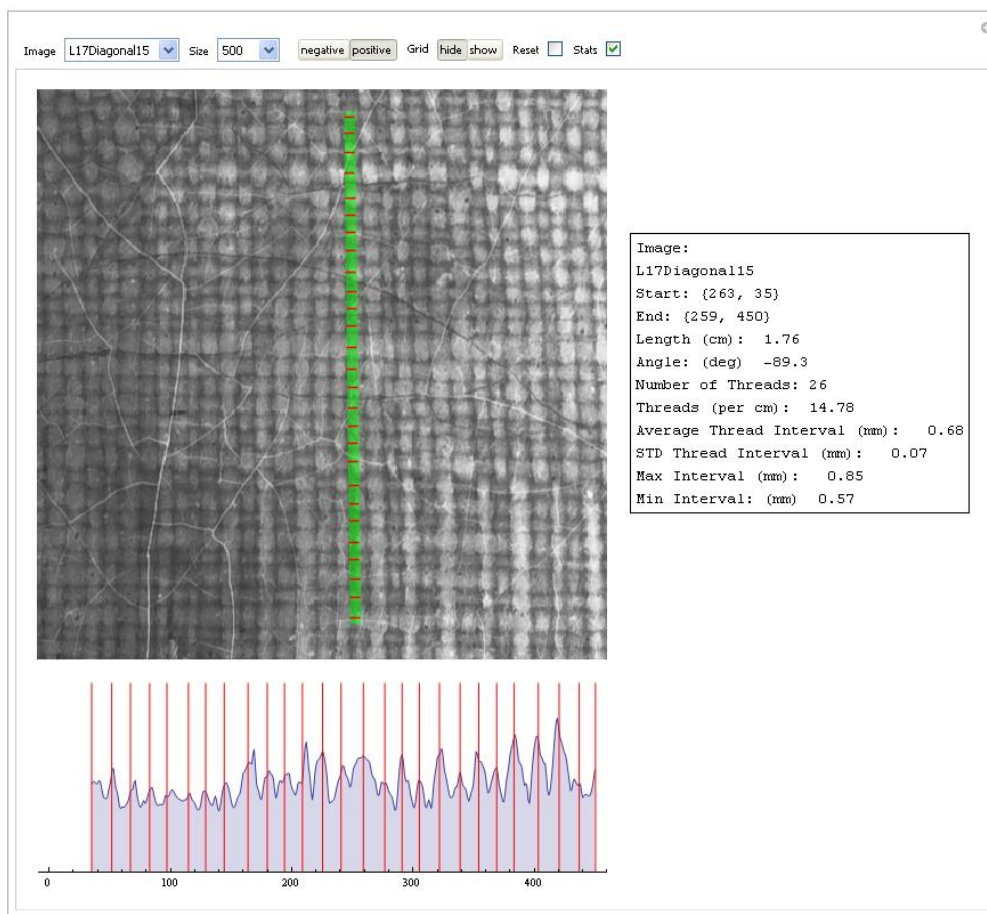 Image L17Diagonal15 Size 500 negative positive Grid hide show Reset Stats
Image:
L17Diagonal15
Start: {263, 35}
End: {259, 450}
Length (cm): 1.76
Angle: (deg) -89.3
Number of Threads: 26
Threads (per cm): 14.78
Average Thread Interval (mm): 0.68
STD Thread Interval (mm): 0.07
Max Interval (mm): 0.85
Min Interval: (mm) 0.57
0 100 200 300 400